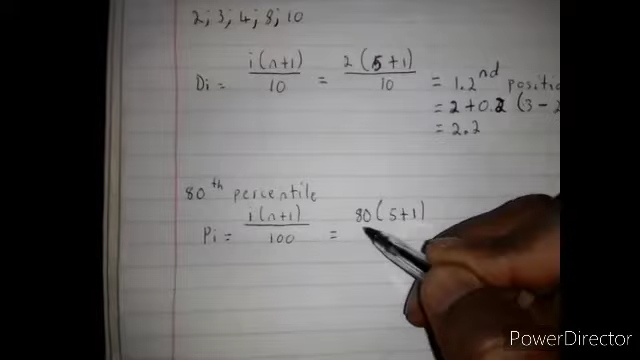 2; 3; 4; 8; 10
Di = i(n+1)/10 = 2(5+1)/10 = 1.2nd
= 2 + 0.2 (3 - 2
= 2.2
80th percentile
Pi = i(n+1)/100 = 80(5+1)
PowerDirector